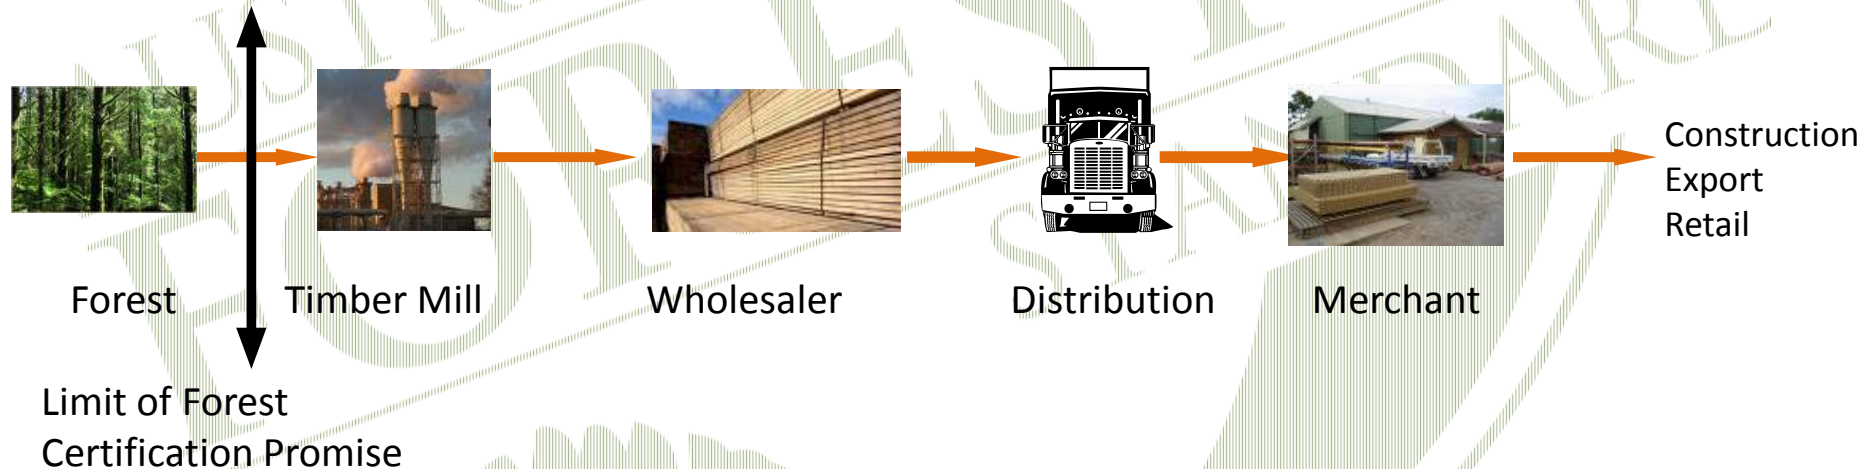 Forest
Timber Mill
Wholesaler
Distribution
Merchant
Construction
Export
Retail
Limit of Forest
Certification Promise